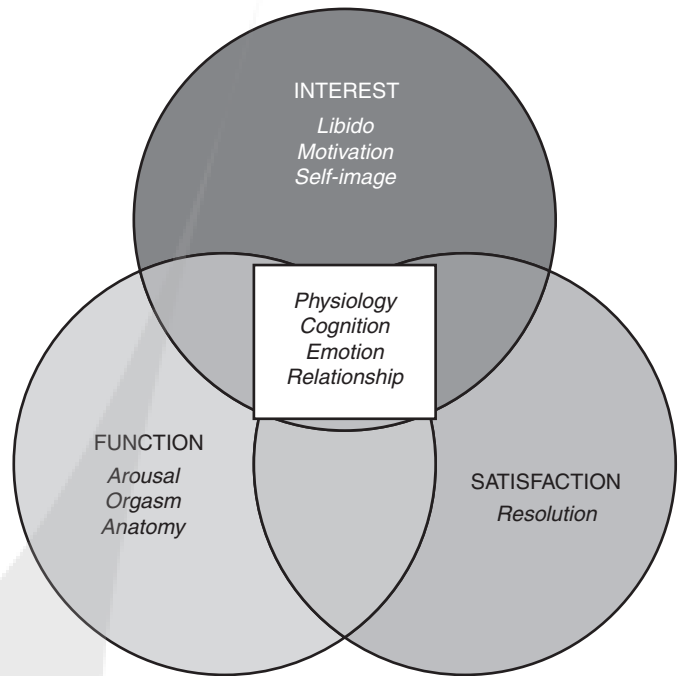 INTEREST
Libido
Motivation
Self-image
Physiology
Cognition
Emotion
Relationship
FUNCTION
Arousal
Orgasm
Anatomy
SATISFACTION
Resolution